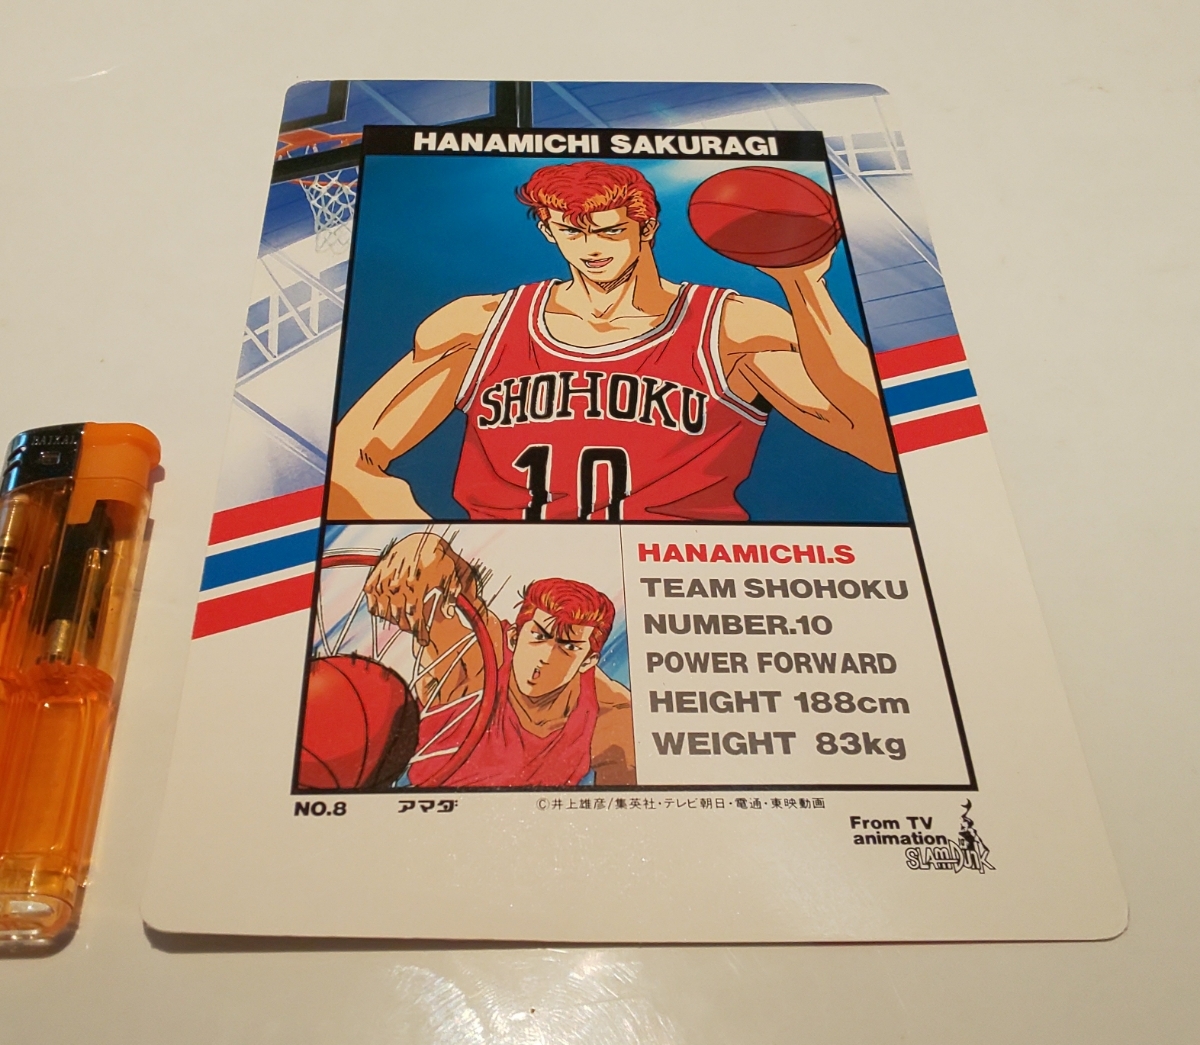 HANAMICHI SAKURAGI
SHOHOKU
10
HANAMICHI.S
TEAM SHOHOKU
NUMBER.10
POWER FORWARD
HEIGHT 188cm
WEIGHT 83kg
NO.8 アマダ ©井上雄彦/集英社・テレビ朝日・電通・東映動画
From TV
animation
SLAM DUNK